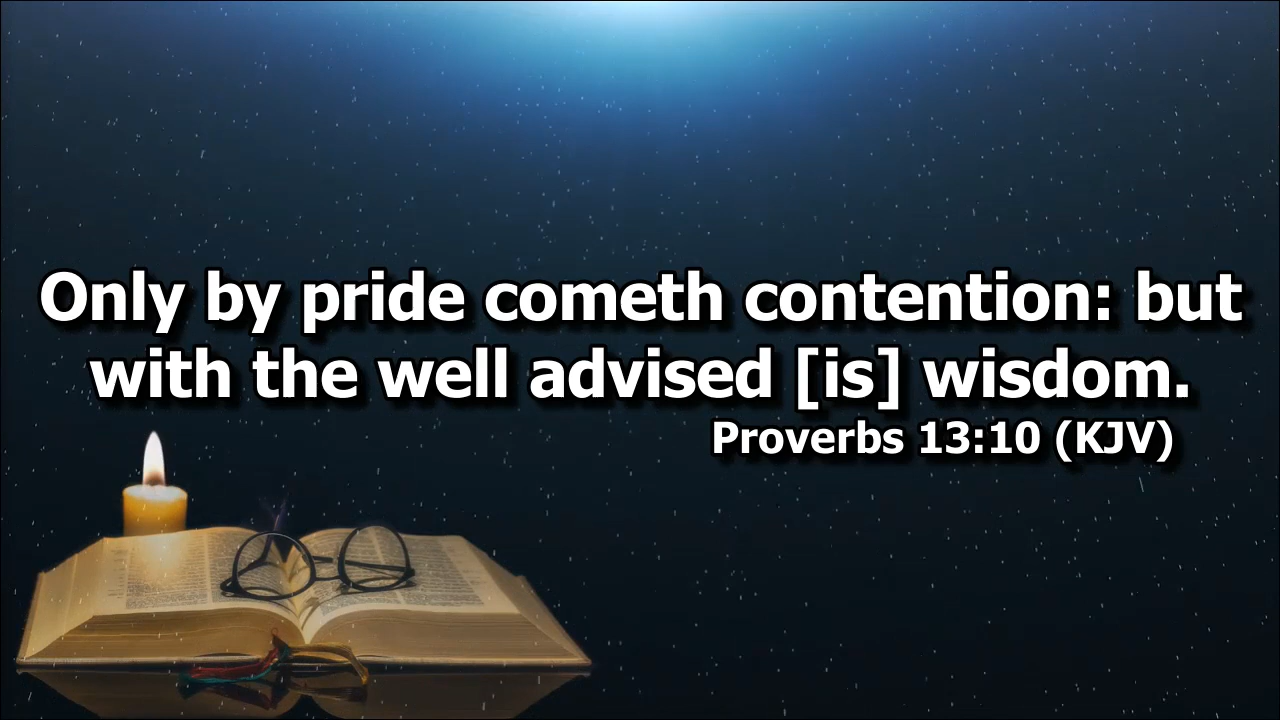 Only by pride cometh contention: but
with the well advised [is] wisdom.
Proverbs 13:10 (KJV)